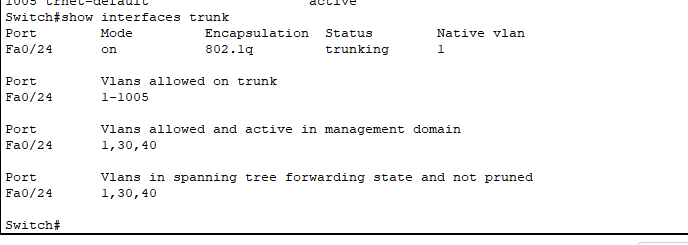 1005 trnet-default active
Switch#show interfaces trunk
Port Mode Encapsulation Status Native vlan
Fa0/24 on 802.1q trunking 1
Port Vlans allowed on trunk
Fa0/24 1-1005
Port Vlans allowed and active in management domain
Fa0/24 1,30,40
Port Vlans in spanning tree forwarding state and not pruned
Fa0/24 1,30,40
Switch#